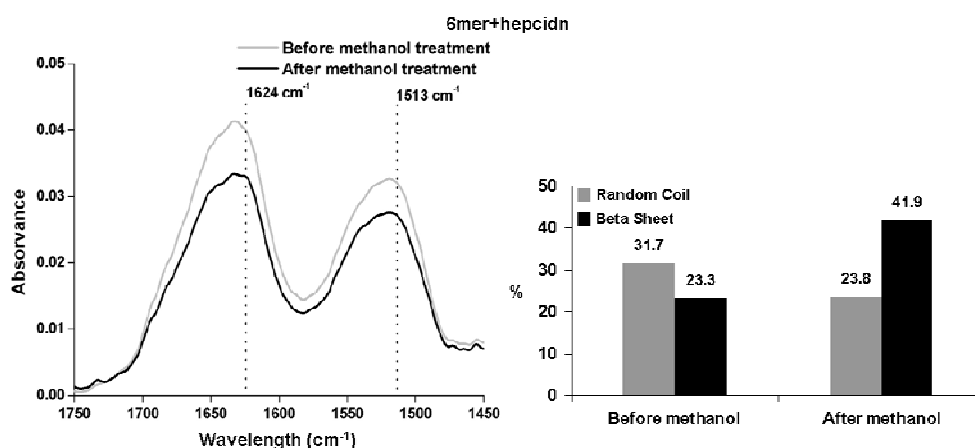 6mer+hepcidn
Before methanol treatment
After methanol treatment
1624 cm⁻¹
1513 cm⁻¹
0.05
0.04
0.03
0.02
0.01
0.00
Absorvance
1750 1700 1650 1600 1550 1500 1450
Wavelength (cm⁻¹)
Random Coil
Beta Sheet
50
40
30
20
10
0
%
31.7
23.3
23.8
41.9
Before methanol After methanol